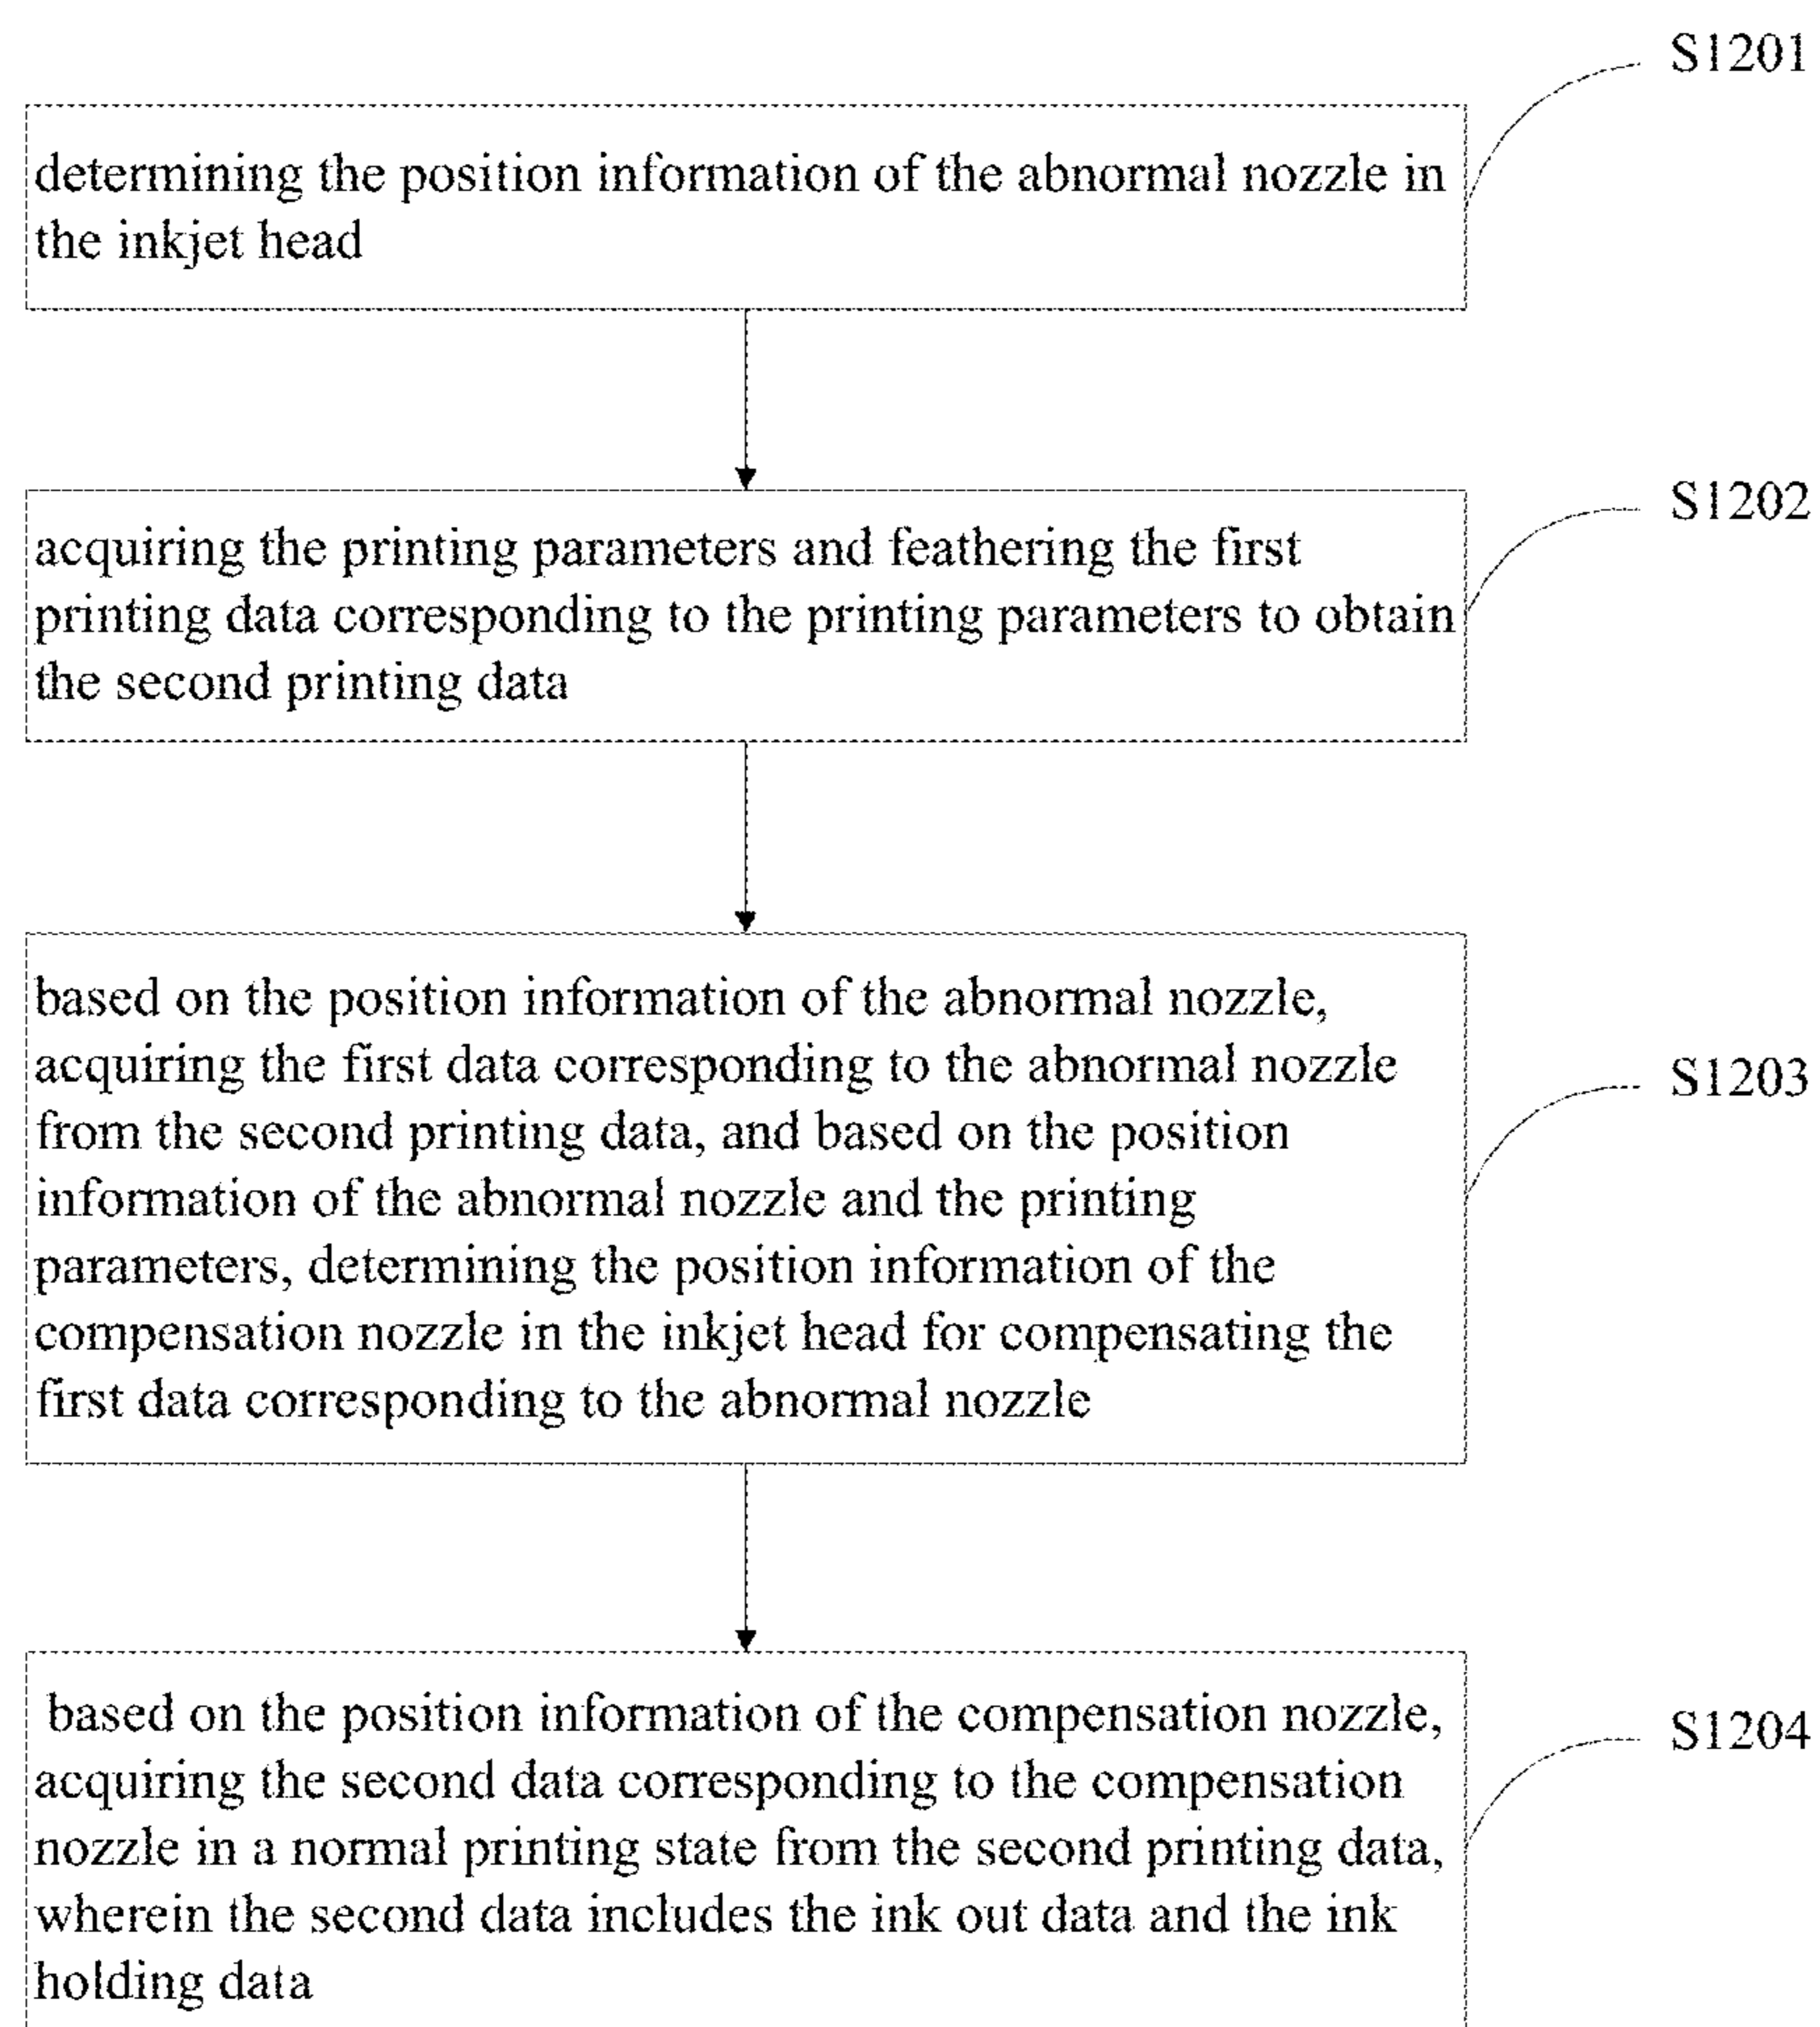 S1201
determining the position information of the abnormal nozzle in
the inkjet head
S1202
acquiring the printing parameters and feathering the first
printing data corresponding to the printing parameters to obtain
the second printing data
based on the position information of the abnormal nozzle,
acquiring the first data corresponding to the abnormal nozzle
from the second printing data, and based on the position
information of the abnormal nozzle and the printing
parameters, determining the position information of the
compensation nozzle in the inkjet head for compensating the
first data corresponding to the abnormal nozzle
S1203
based on the position information of the compensation nozzle,
acquiring the second data corresponding to the compensation
nozzle in a normal printing state from the second printing data,
wherein the second data includes the ink out data and the ink
holding data
S1204